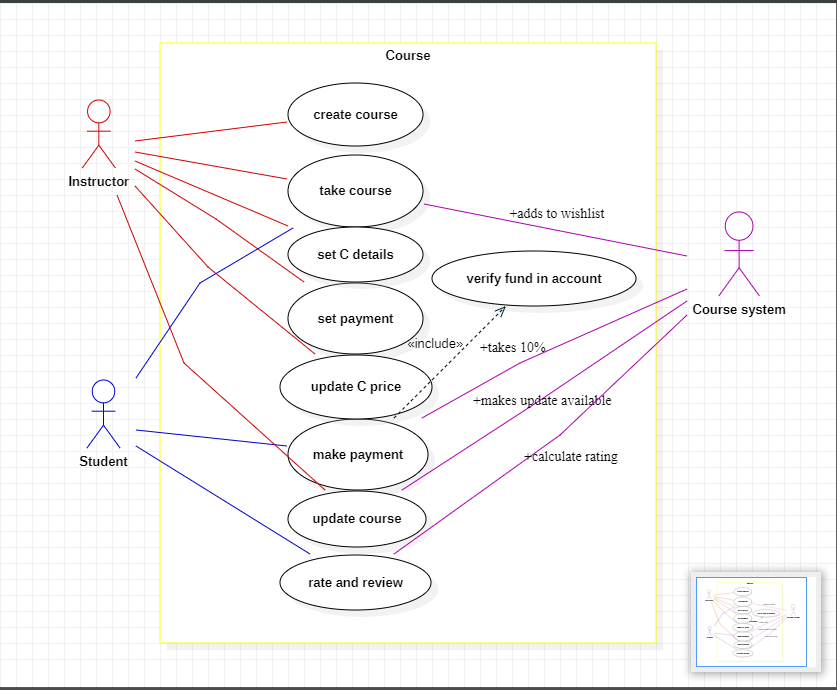 Course
create course
Instructor
take course
+adds to wishlist
set C details
verify fund in account
Course system
set payment
«include»
+takes 10%
update C price
+makes update available
make payment
+calculate rating
Student
update course
rate and review